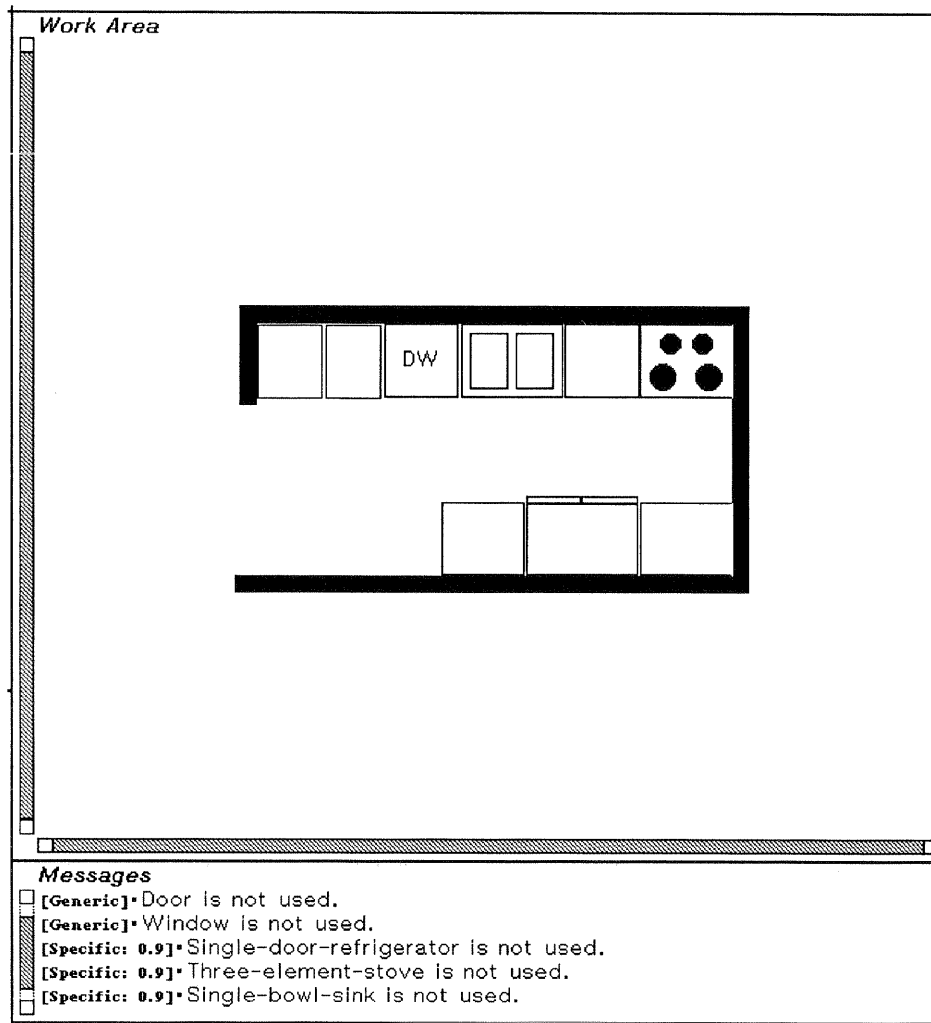 Work Area
DW
Messages
[Generic]▪Door is not used.
[Generic]▪Window is not used.
[Specific: 0.9]▪Single-door-refrigerator is not used.
[Specific: 0.9]▪Three-element-stove is not used.
[Specific: 0.9]▪Single-bowl-sink is not used.